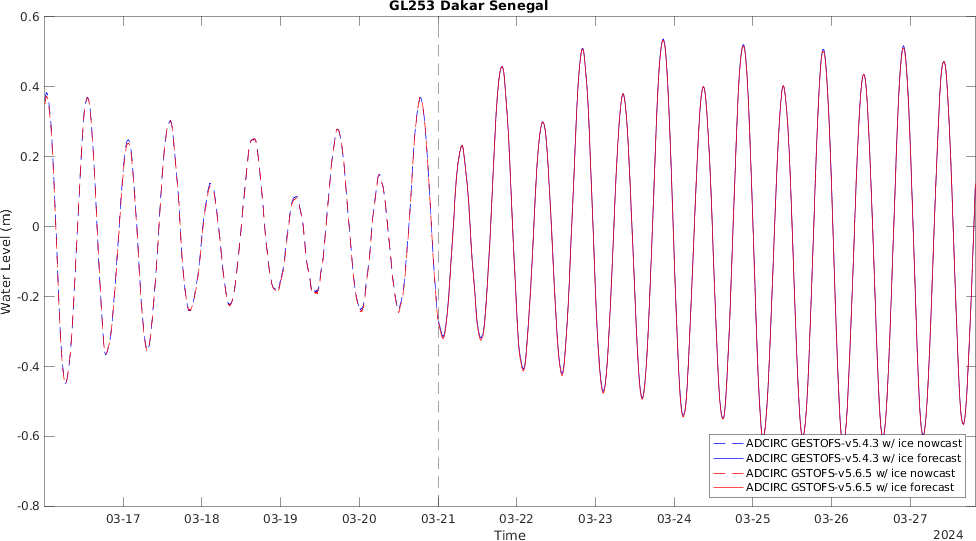 GL253 Dakar Senegal
0.6
0.4
0.2
0
-0.2
-0.4
-0.6
-0.8
Water Level (m)
03-17 03-18 03-19 03-20 03-21 03-22 03-23 03-24 03-25 03-26 03-27
Time
2024
ADCIRC GESTOFS-v5.4.3 w/ ice nowcast
ADCIRC GESTOFS-v5.4.3 w/ ice forecast
ADCIRC GSTOFS-v5.6.5 w/ ice nowcast
ADCIRC GSTOFS-v5.6.5 w/ ice forecast